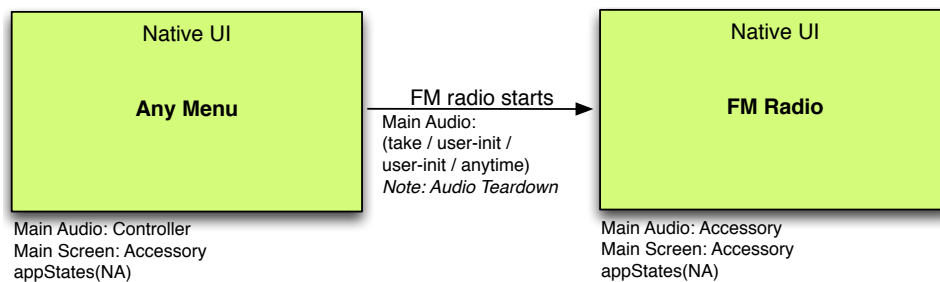 Native UI
Any Menu
Main Audio: Controller
Main Screen: Accessory
appStates(NA)
FM radio starts
Main Audio:
(take / user-init /
user-init / anytime)
Note: Audio Teardown
Native UI
FM Radio
Main Audio: Accessory
Main Screen: Accessory
appStates(NA)